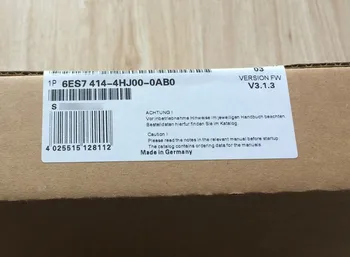 03
1P 6ES7 414-4HJ00-0AB0
VERSION FW
V3.1.3
S
ACHTUNG !
Vor Inbetriebnahme Hinweise im jeweiligen Handbuch beachten.
Bestelldaten hierfür finden Sie im Katalog.
Caution !
Please read the notes in the relevant manual before startup.
The catalog contains ordering data for the manuals.
Made in Germany
4 025515 128112